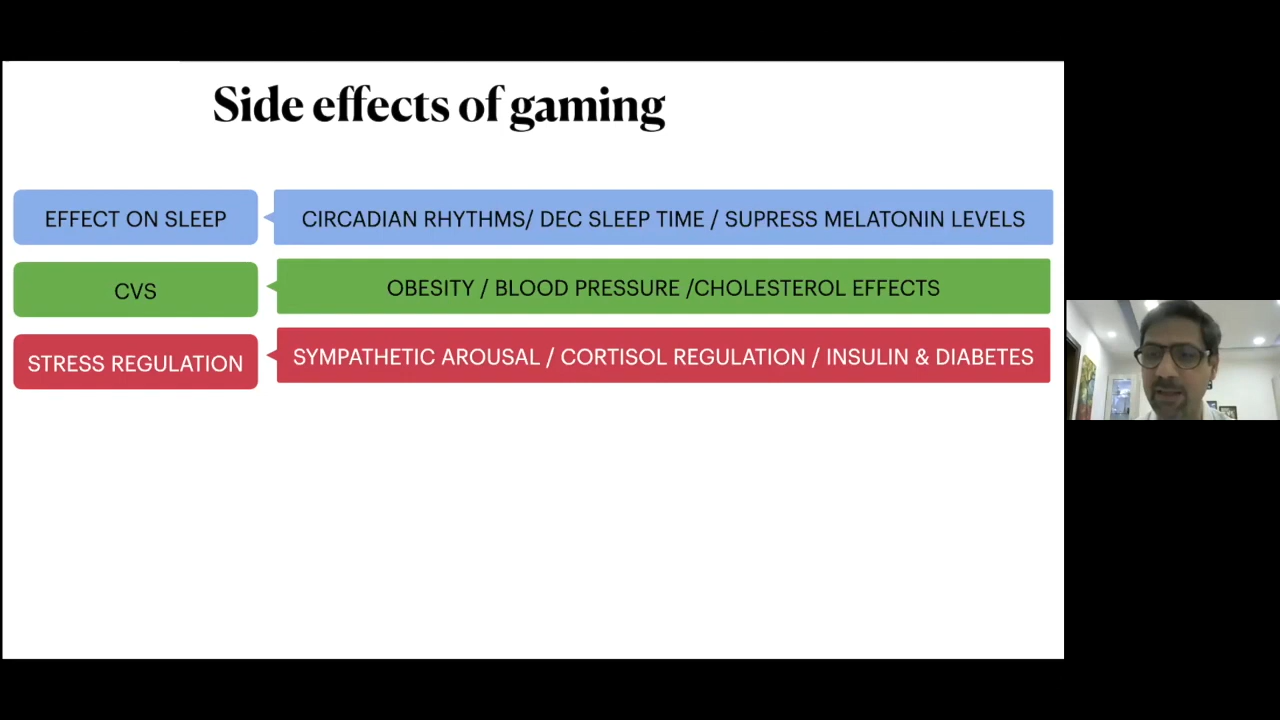 Side effects of gaming
EFFECT ON SLEEP
CIRCADIAN RHYTHMS/ DEC SLEEP TIME / SUPRESS MELATONIN LEVELS
CVS
OBESITY / BLOOD PRESSURE /CHOLESTEROL EFFECTS
STRESS REGULATION
SYMPATHETIC AROUSAL / CORTISOL REGULATION / INSULIN & DIABETES